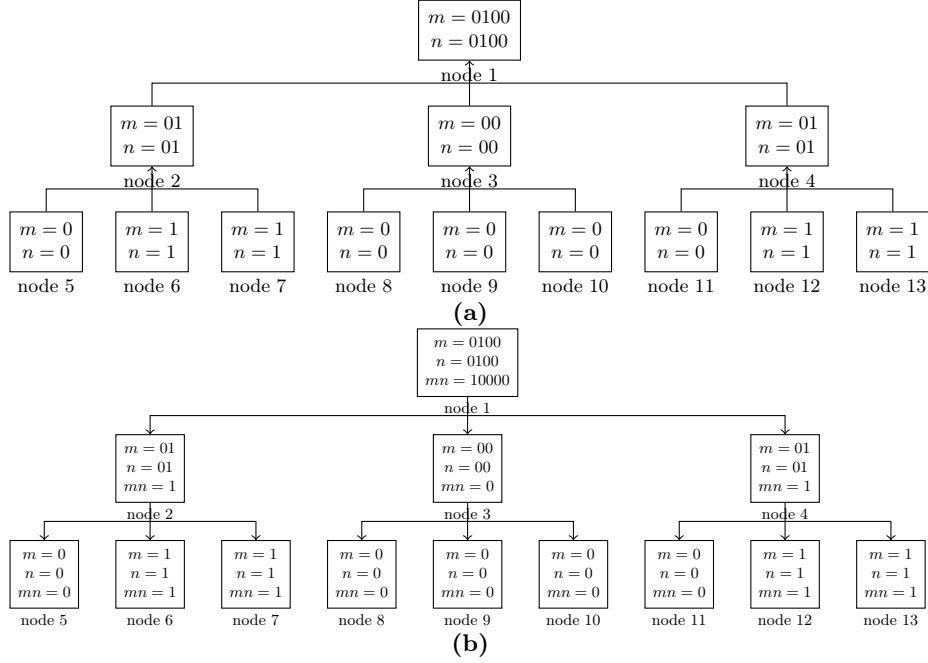 m = 0100
n = 0100
node 1
m = 01 m = 00 m = 01
n = 01 n = 00 n = 01
node 2 node 3 node 4
m = 0 m = 1 m = 1 m = 0 m = 0 m = 0 m = 0 m = 1 m = 1
n = 0 n = 1 n = 1 n = 0 n = 0 n = 0 n = 0 n = 1 n = 1
node 5 node 6 node 7 node 8 node 9 node 10 node 11 node 12 node 13
(a)
m = 0100
n = 0100
mn = 10000
node 1
m = 01 m = 00 m = 01
n = 01 n = 00 n = 01
mn = 1 mn = 0 mn = 1
node 2 node 3 node 4
m = 0 m = 1 m = 1 m = 0 m = 0 m = 0 m = 0 m = 1 m = 1
n = 0 n = 1 n = 1 n = 0 n = 0 n = 0 n = 0 n = 1 n = 1
mn = 0 mn = 1 mn = 1 mn = 0 mn = 0 mn = 0 mn = 0 mn = 1 mn = 1
node 5 node 6 node 7 node 8 node 9 node 10 node 11 node 12 node 13
(b)